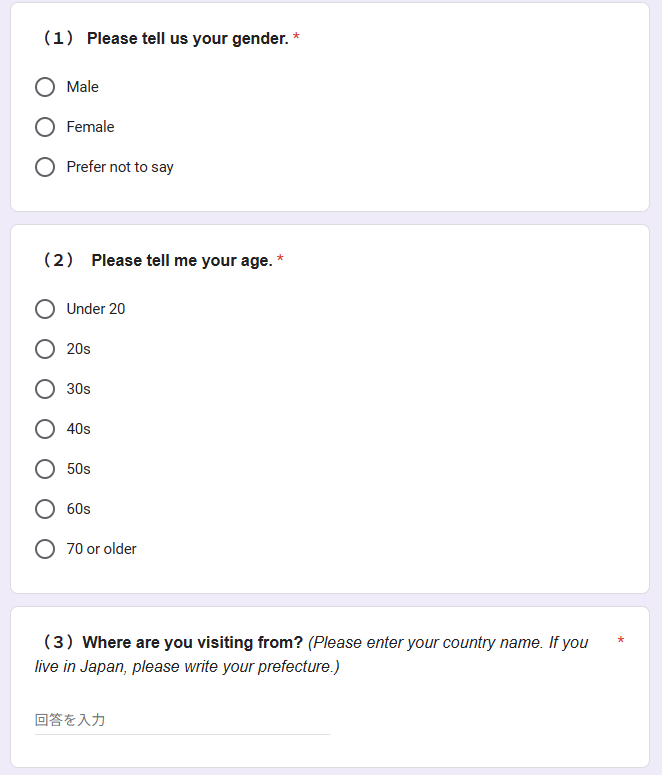 （1） Please tell us your gender. *
Male
Female
Prefer not to say
（2） Please tell me your age. *
Under 20
20s
30s
40s
50s
60s
70 or older
（3）Where are you visiting from? (Please enter your country name. If you *
live in Japan, please write your prefecture.)
回答を入力